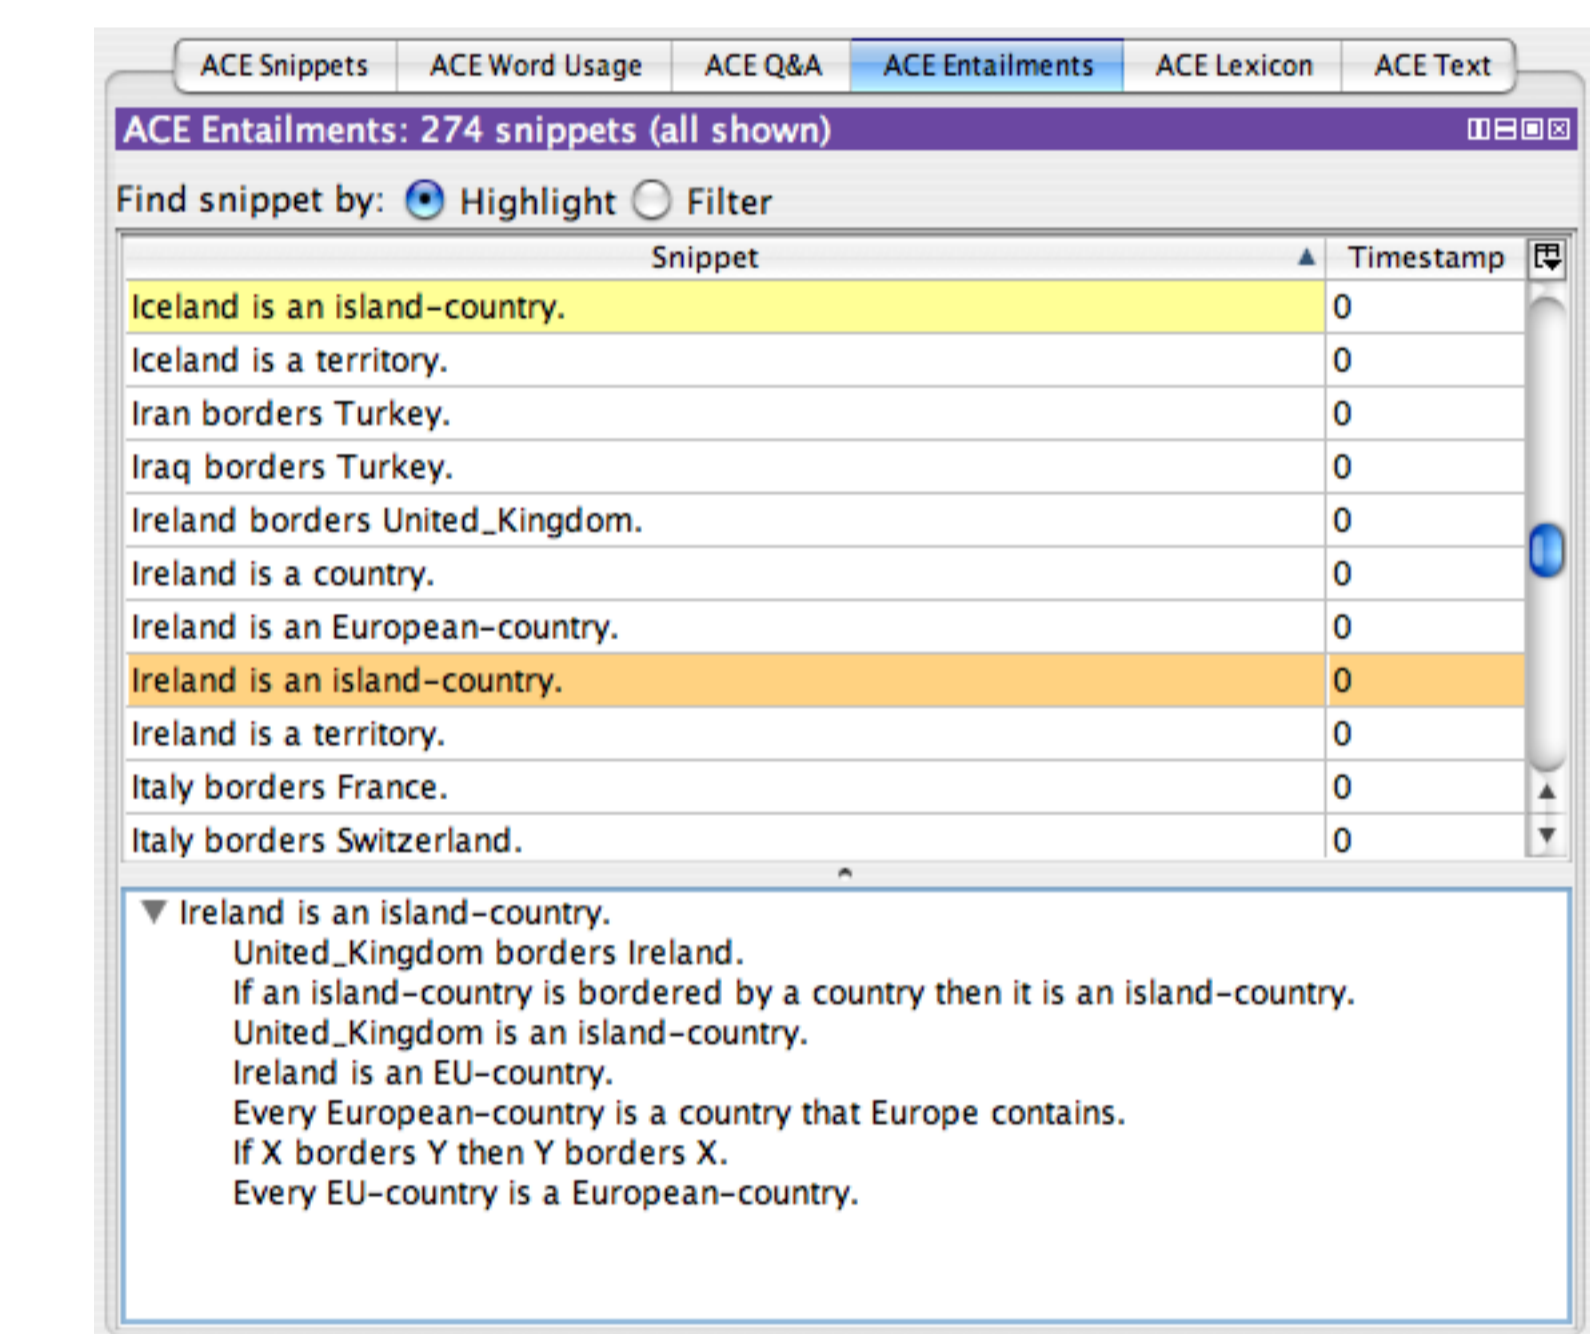 ACE Snippets ACE Word Usage ACE Q&A ACE Entailments ACE Lexicon ACE Text
ACE Entailments: 274 snippets (all shown)
Find snippet by: Highlight Filter
Snippet Timestamp
Iceland is an island-country. 0
Iceland is a territory. 0
Iran borders Turkey. 0
Iraq borders Turkey. 0
Ireland borders United_Kingdom. 0
Ireland is a country. 0
Ireland is an European-country. 0
Ireland is an island-country. 0
Ireland is a territory. 0
Italy borders France. 0
Italy borders Switzerland. 0
Ireland is an island-country.
United_Kingdom borders Ireland.
If an island-country is bordered by a country then it is an island-country.
United_Kingdom is an island-country.
Ireland is an EU-country.
Every European-country is a country that Europe contains.
If X borders Y then Y borders X.
Every EU-country is a European-country.